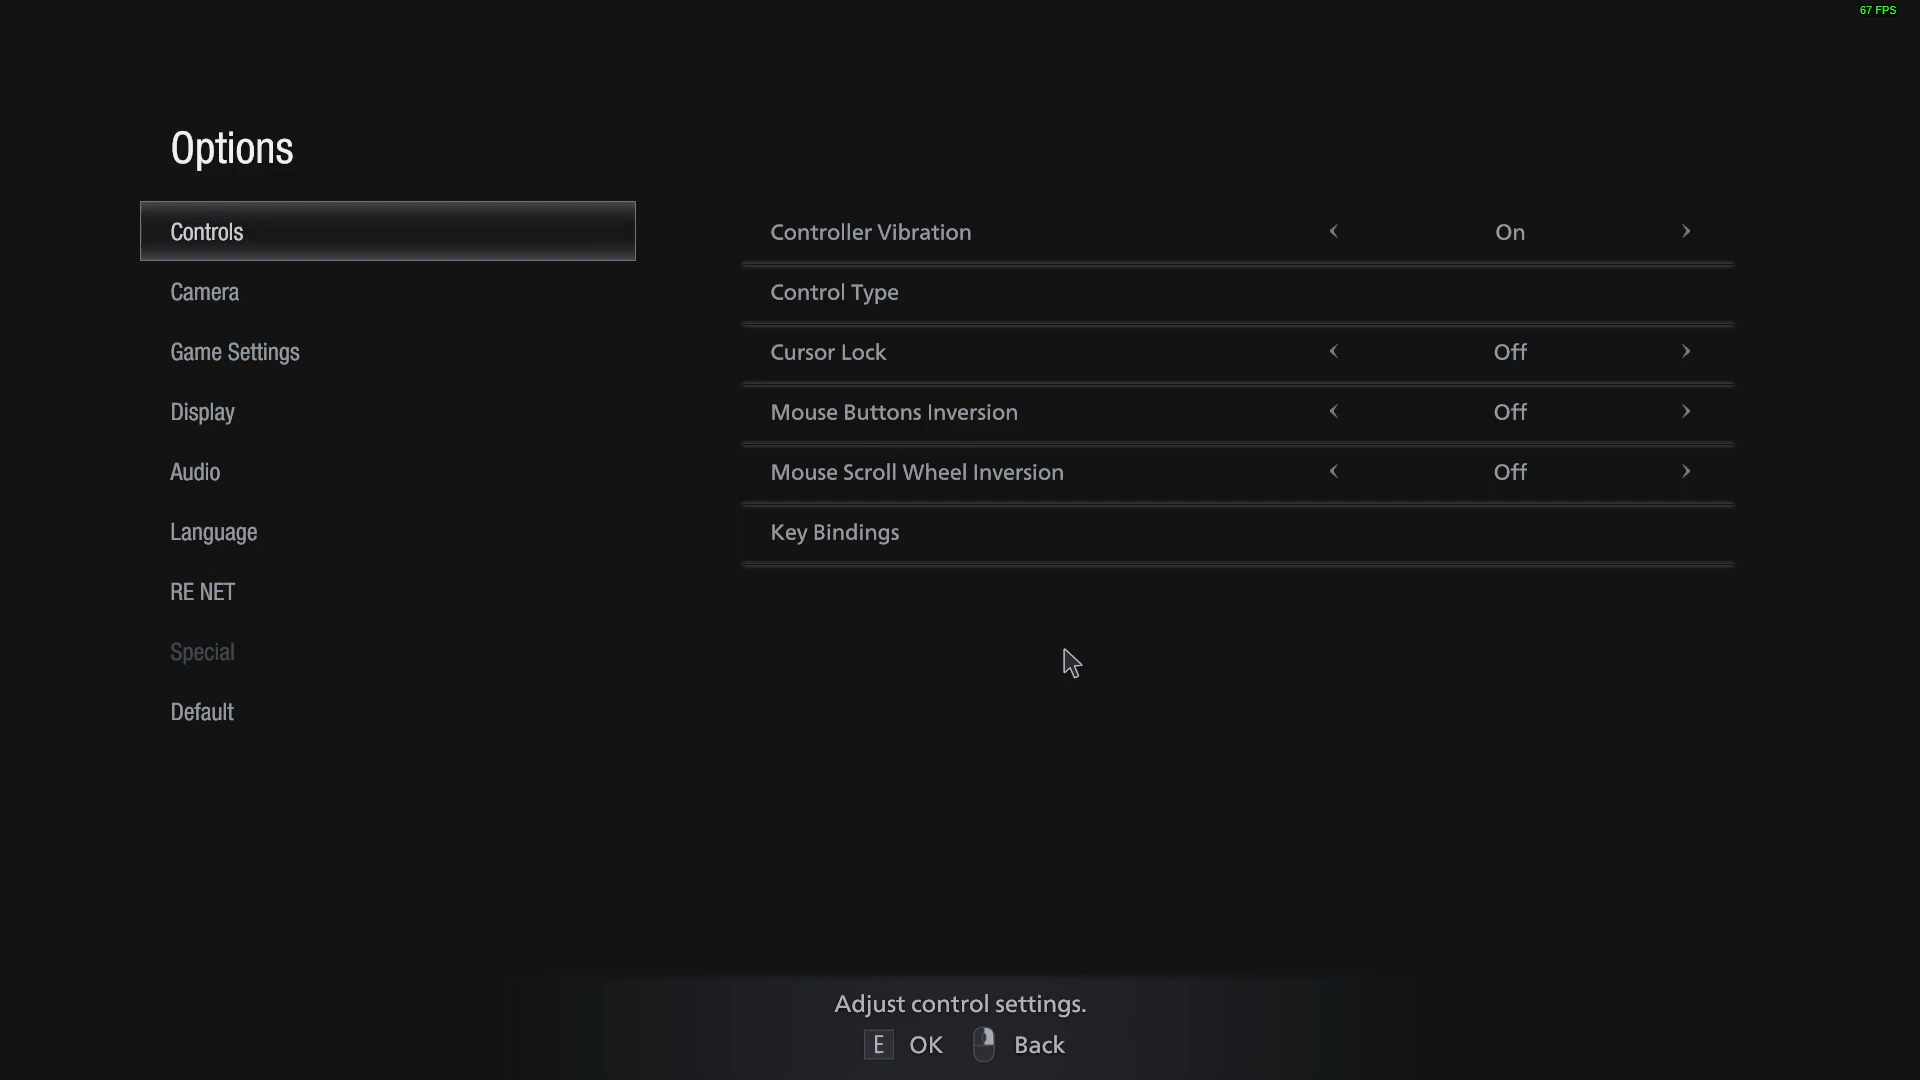 67 FPS
Options
Controls
Camera
Game Settings
Display
Audio
Language
RE NET
Special
Default
Controller Vibration < On >
Control Type
Cursor Lock < Off >
Mouse Buttons Inversion < Off >
Mouse Scroll Wheel Inversion < Off >
Key Bindings
Adjust control settings.
E OK Back